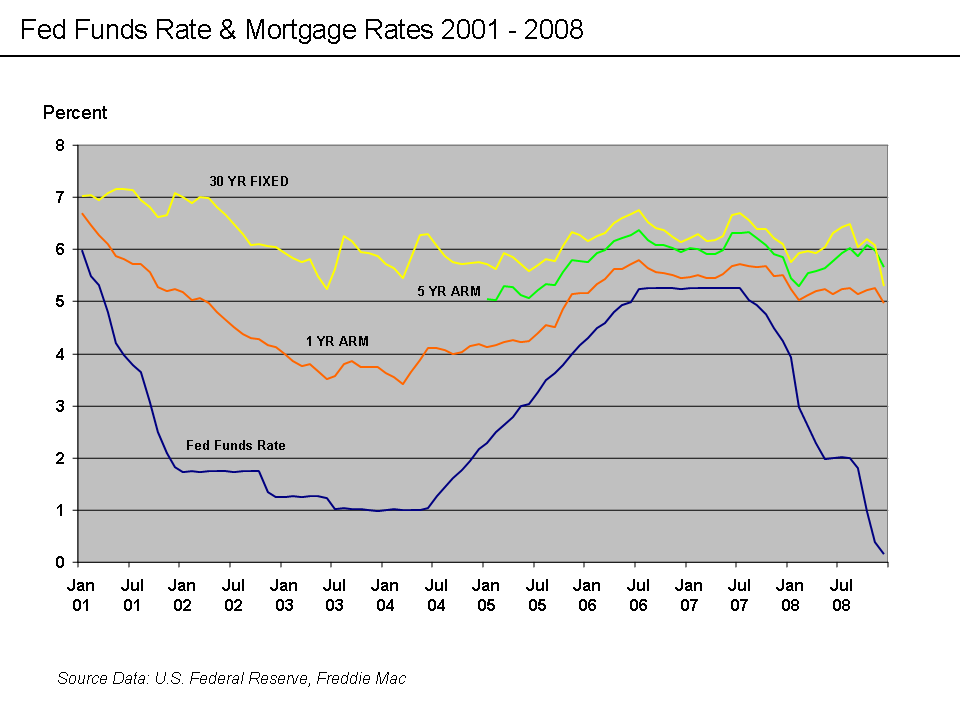 Fed Funds Rate & Mortgage Rates 2001 - 2008
Percent
8
7
6
5
4
3
2
1
0
30 YR FIXED
5 YR ARM
1 YR ARM
Fed Funds Rate
Jan Jul Jan Jul Jan Jul Jan Jul Jan Jul Jan Jul Jan Jul Jan Jul
01 01 02 02 03 03 04 04 05 05 06 06 07 07 08 08
Source Data: U.S. Federal Reserve, Freddie Mac